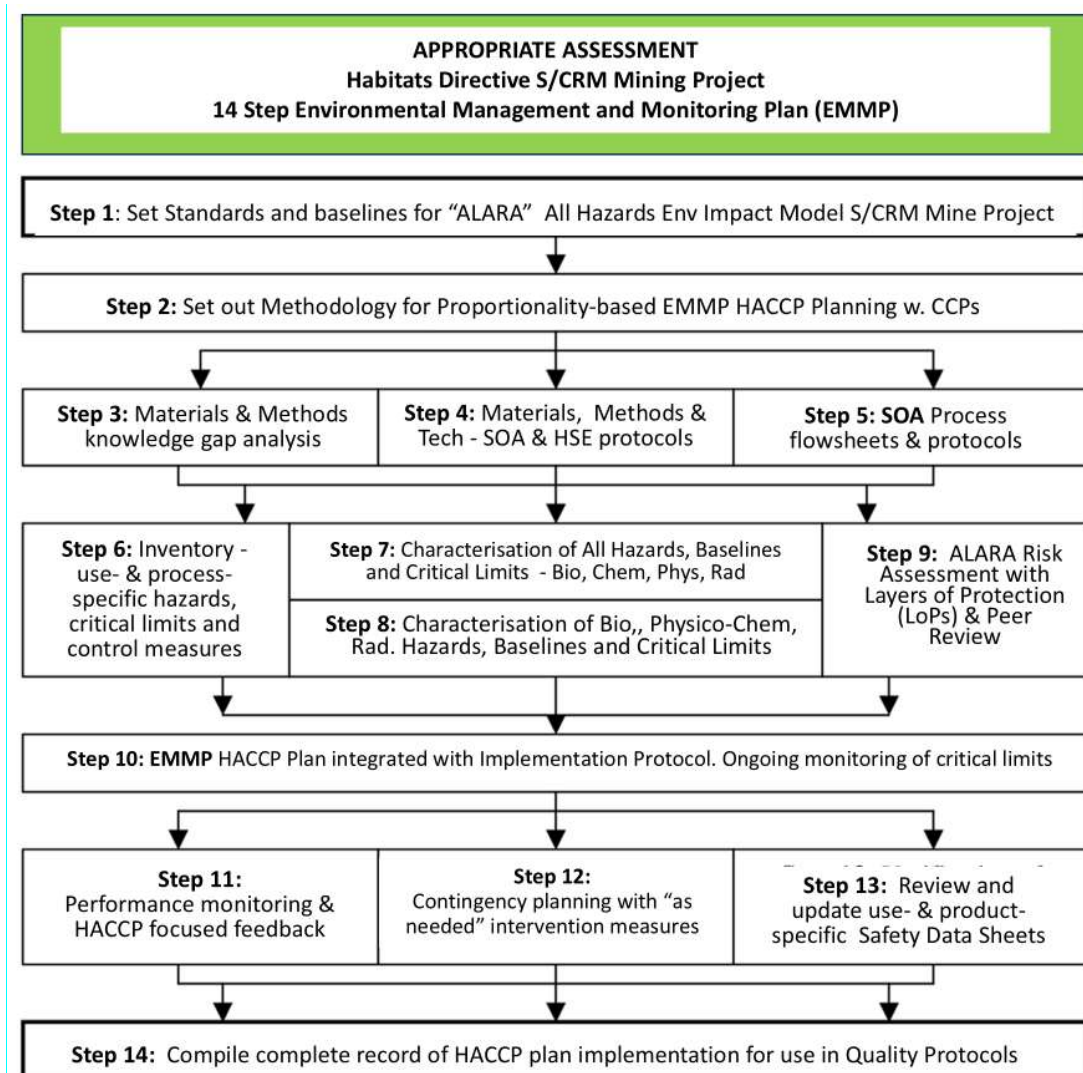 APPROPRIATE ASSESSMENT
Habitats Directive S/CRM Mining Project
14 Step Environmental Management and Monitoring Plan (EMMP)
Step 1: Set Standards and baselines for “ALARA” All Hazards Env Impact Model S/CRM Mine Project
Step 2: Set out Methodology for Proportionality-based EMMP HACCP Planning w. CCPs
Step 3: Materials & Methods
knowledge gap analysis
Step 4: Materials, Methods &
Tech - SOA & HSE protocols
Step 5: SOA Process
flowsheets & protocols
Step 6: Inventory -
use- & process-
specific hazards,
critical limits and
control measures
Step 7: Characterisation of All Hazards, Baselines
and Critical Limits - Bio, Chem, Phys, Rad
Step 8: Characterisation of Bio,, Physico-Chem,
Rad. Hazards, Baselines and Critical Limits
Step 9: ALARA Risk
Assessment with
Layers of Protection
(LoPs) & Peer
Review
Step 10: EMMP HACCP Plan integrated with Implementation Protocol. Ongoing monitoring of critical limits
Step 11:
Performance monitoring &
HACCP focused feedback
Step 12:
Contingency planning with “as
needed” intervention measures
Step 13: Review and
update use- & product-
specific Safety Data Sheets
Step 14: Compile complete record of HACCP plan implementation for use in Quality Protocols